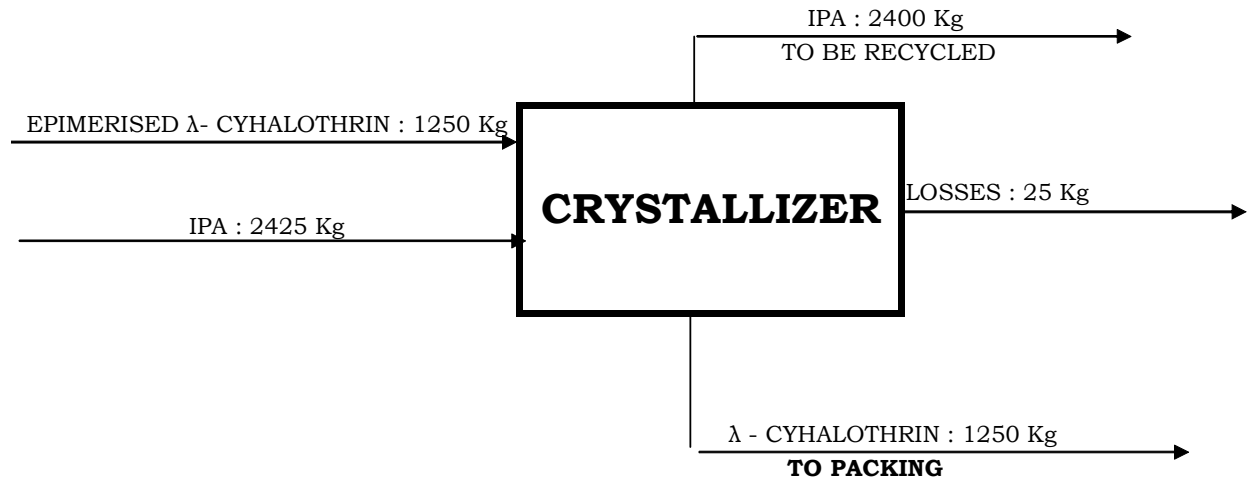 IPA : 2400 Kg
TO BE RECYCLED
EPIMERISED λ- CYHALOTHRIN : 1250 Kg
CRYSTALLIZER
LOSSES : 25 Kg
IPA : 2425 Kg
λ - CYHALOTHRIN : 1250 Kg
TO PACKING